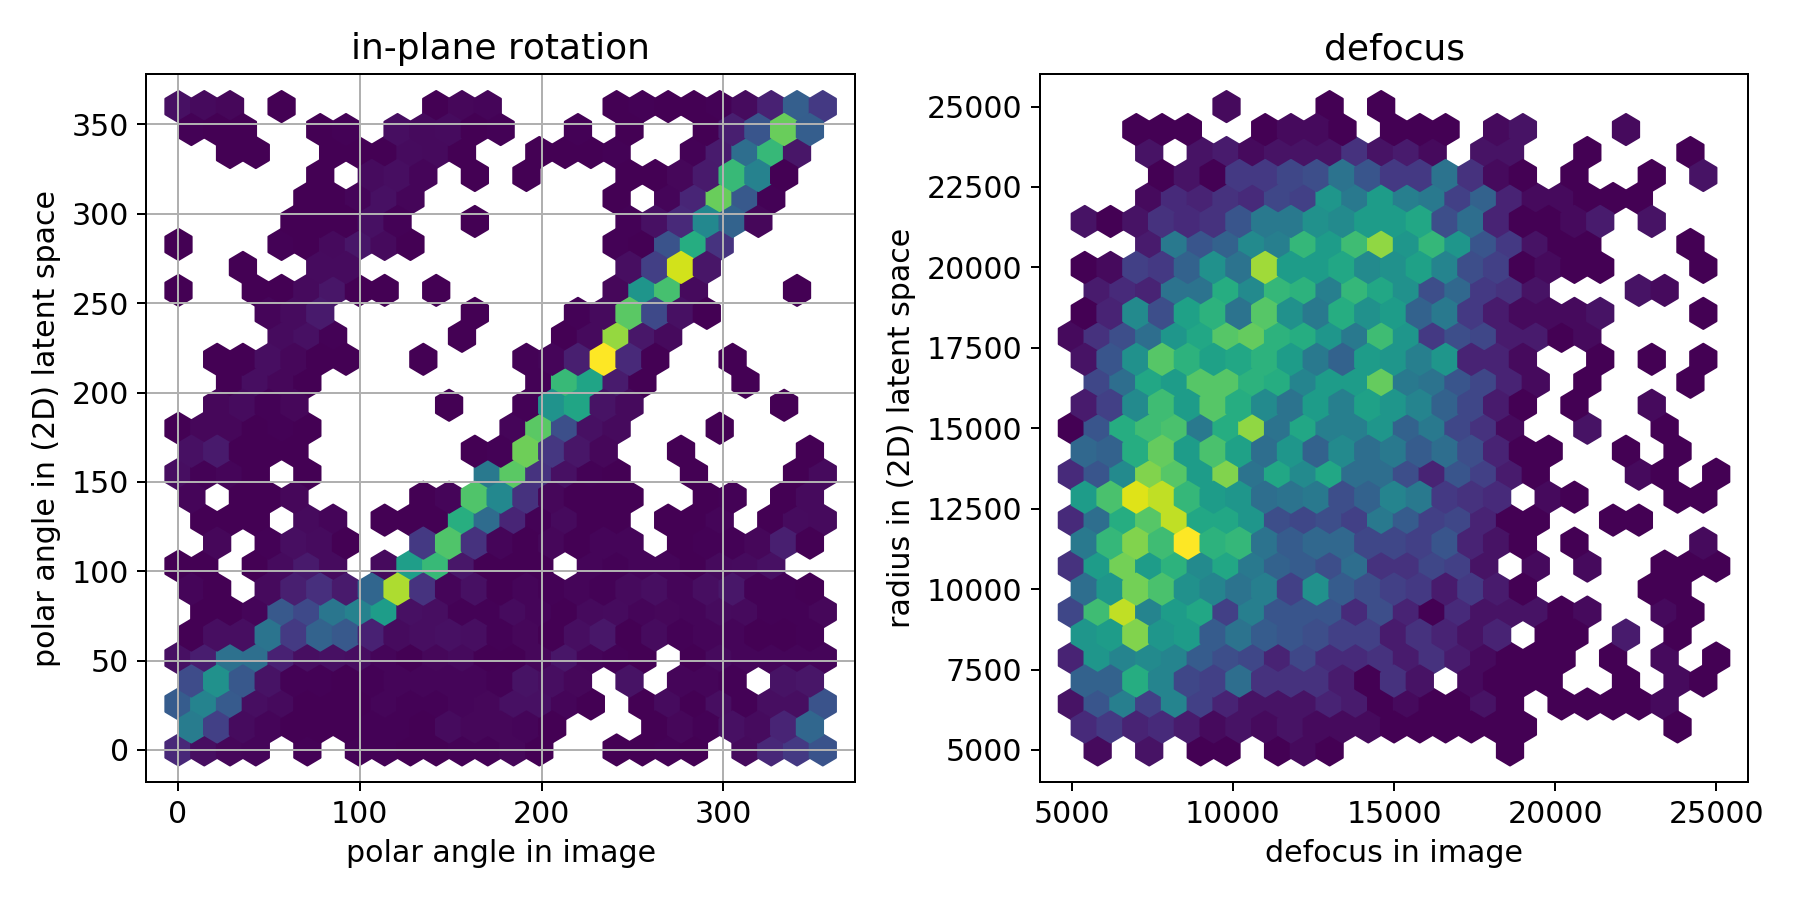 in-plane rotation
polar angle in (2D) latent space
350
300
250
200
150
100
50
0
0 100 200 300
polar angle in image
defocus
radius in (2D) latent space
25000
22500
20000
17500
15000
12500
10000
7500
5000
5000 10000 15000 20000 25000
defocus in image